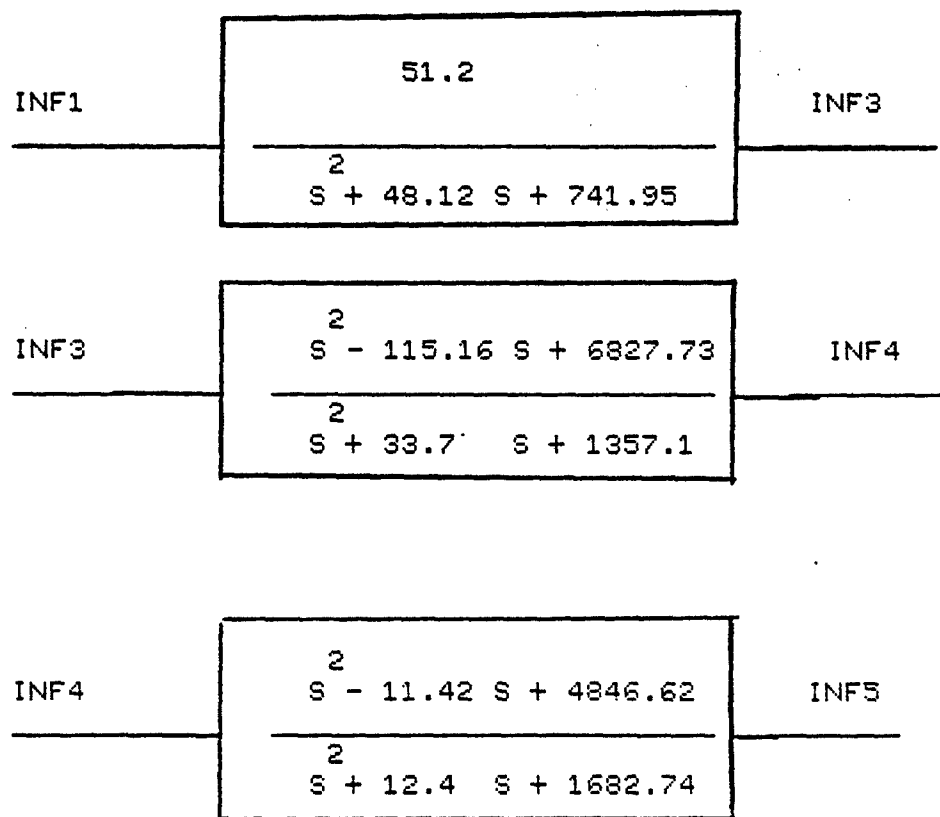 51.2
INF1 INF3
2
S + 48.12 S + 741.95
2
INF3 S - 115.16 S + 6827.73 INF4
2
S + 33.7 S + 1357.1
2
INF4 S - 11.42 S + 4846.62 INF5
2
S + 12.4 S + 1682.74